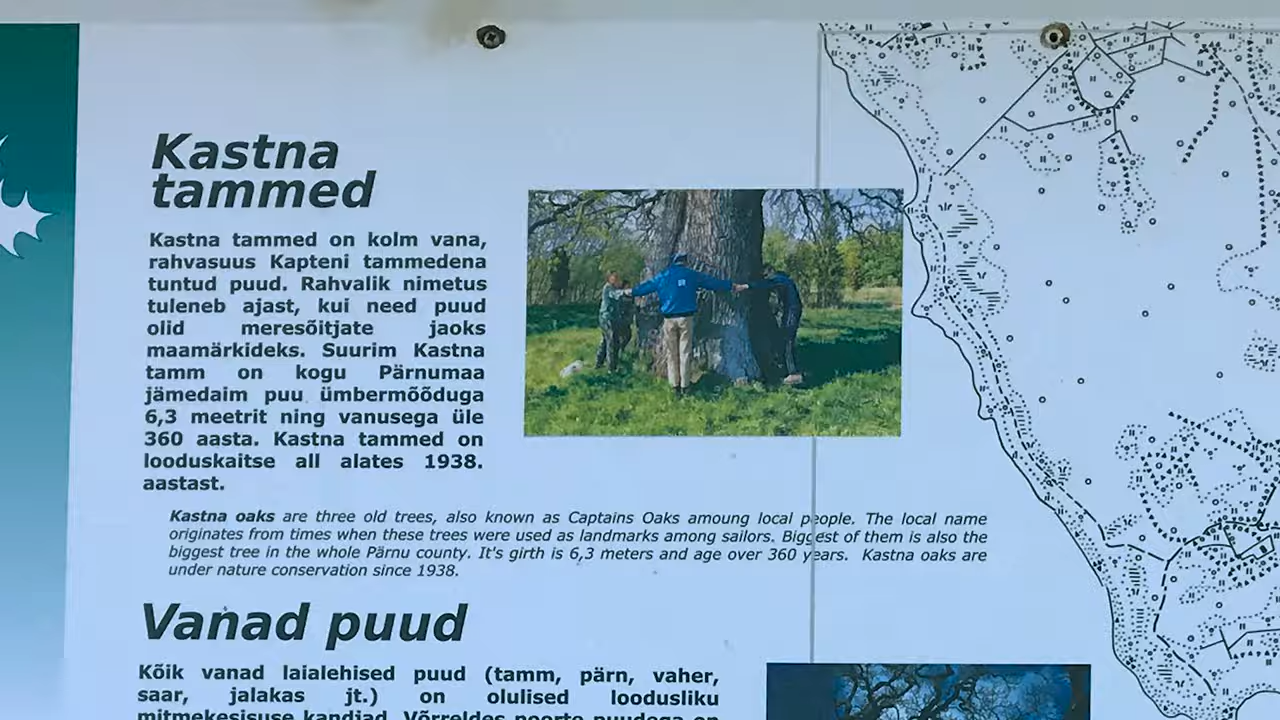 Kastna
tammed
Kastna tammed on kolm vana,
rahvasuus Kapteni tammedena
tuntud puud. Rahvalik nimetus
tuleneb ajast, kui need puud
olid meresõitjate jaoks
maamärkideks. Suurim Kastna
tamm on kogu Pärnumaa
jämedaim puu ümbermõõduga
6,3 meetrit ning vanusega üle
360 aasta. Kastna tammed on
looduskaitse all alates 1938.
aastast.
Kastna oaks are three old trees, also known as Captains Oaks amoung local people. The local name
originates from times when these trees were used as landmarks among sailors. Biggest of them is also the
biggest tree in the whole Pärnu county. It's girth is 6,3 meters and age over 360 years. Kastna oaks are
under nature conservation since 1938.
Vanad puud
Kõik vanad laialehised puud (tamm, pärn, vaher,
saar, jalakas jt.) on olulised loodusliku
mitmekesisuse kandjad. Võrreldes noorte puudega on